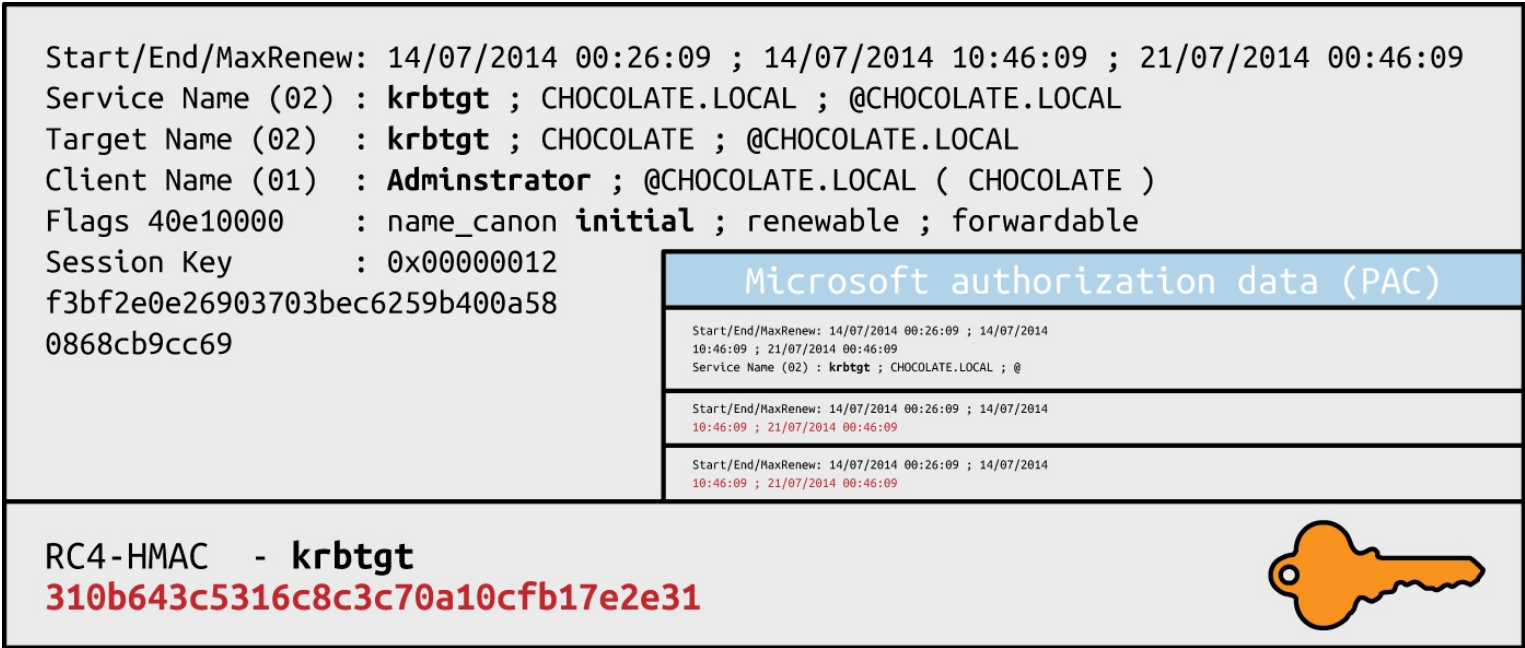 Start/End/MaxRenew: 14/07/2014 00:26:09 ; 14/07/2014 10:46:09 ; 21/07/2014 00:46:09
Service Name (02) : krbtgt ; CHOCOLATE.LOCAL ; @CHOCOLATE.LOCAL
Target Name (02)  : krbtgt ; CHOCOLATE ; @CHOCOLATE.LOCAL
Client Name (01)  : Adminstrator ; @CHOCOLATE.LOCAL ( CHOCOLATE )
Flags 40e10000    : name_canon initial ; renewable ; forwardable
Session Key       : 0x00000012
f3bf2e0e26903703bec6259b400a58
0868cb9cc69
Microsoft authorization data (PAC)
Start/End/MaxRenew: 14/07/2014 00:26:09 ; 14/07/2014
10:46:09 ; 21/07/2014 00:46:09
Service Name (02) : krbtgt ; CHOCOLATE.LOCAL ; @
Start/End/MaxRenew: 14/07/2014 00:26:09 ; 14/07/2014
10:46:09 ; 21/07/2014 00:46:09
Start/End/MaxRenew: 14/07/2014 00:26:09 ; 14/07/2014
10:46:09 ; 21/07/2014 00:46:09
RC4-HMAC  - krbtgt
310b643c5316c8c3c70a10cfb17e2e31